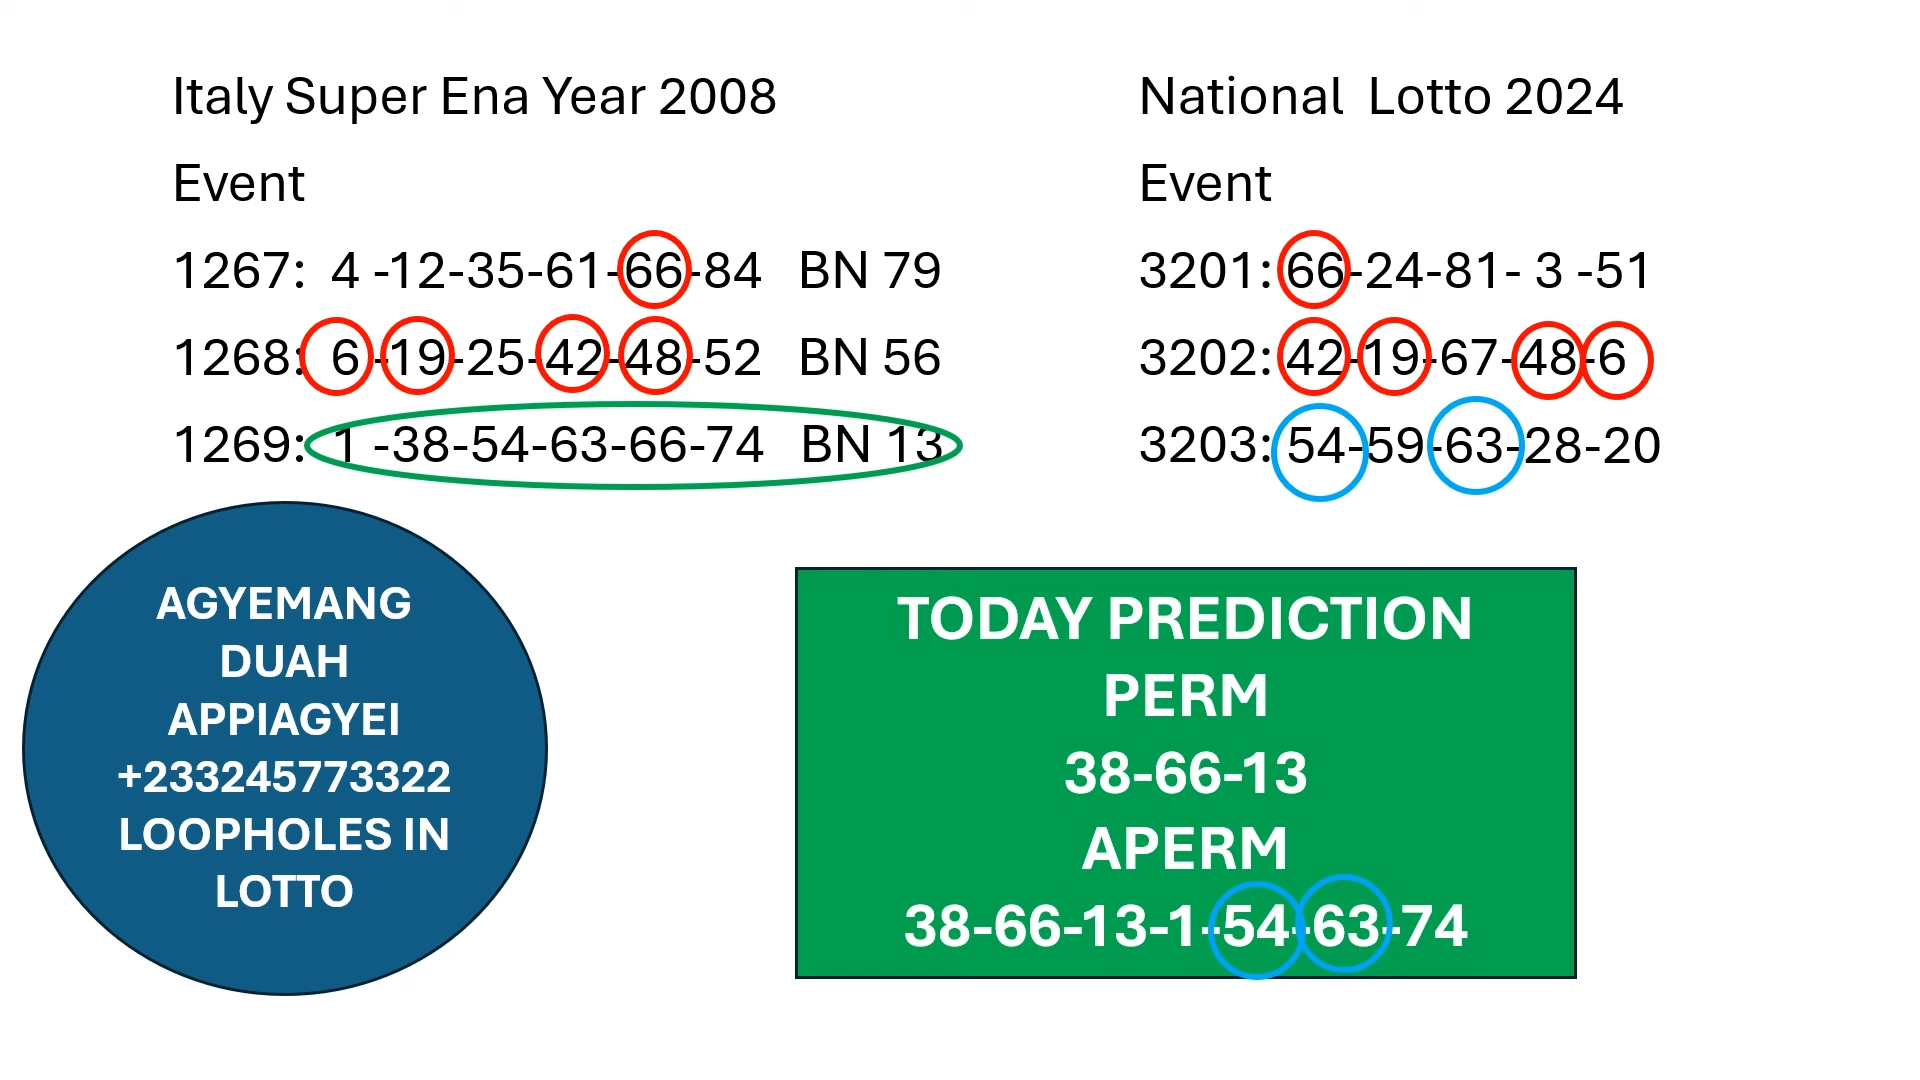 Italy Super Ena Year 2008
Event
1267: 4 -12-35-61-66-84 BN 79
1268: 6 -19-25-42-48-52 BN 56
1269: 1 -38-54-63-66-74 BN 13
National Lotto 2024
Event
3201: 66-24-81- 3 -51
3202: 42-19-67-48-6
3203: 54-59-63-28-20
AGYEMANG
DUAH
APPIAGYEI
+233245773322
LOOPHOLES IN
LOTTO
TODAY PREDICTION
PERM
38-66-13
APERM
38-66-13-1-54-63-74